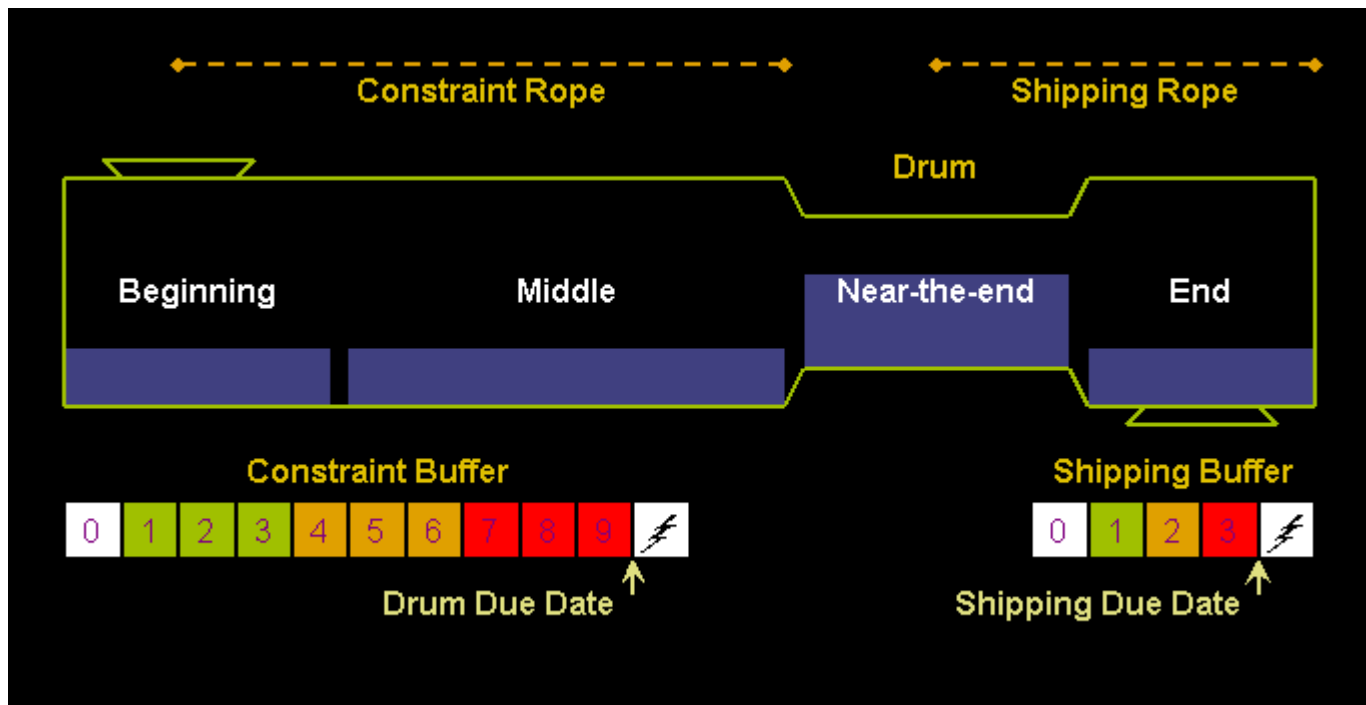 Constraint Rope
Shipping Rope
Drum
Beginning
Middle
Near-the-end
End
Constraint Buffer
Shipping Buffer
0 1 2 3 4 5 6 7 8 9
0 1 2 3
Drum Due Date
Shipping Due Date